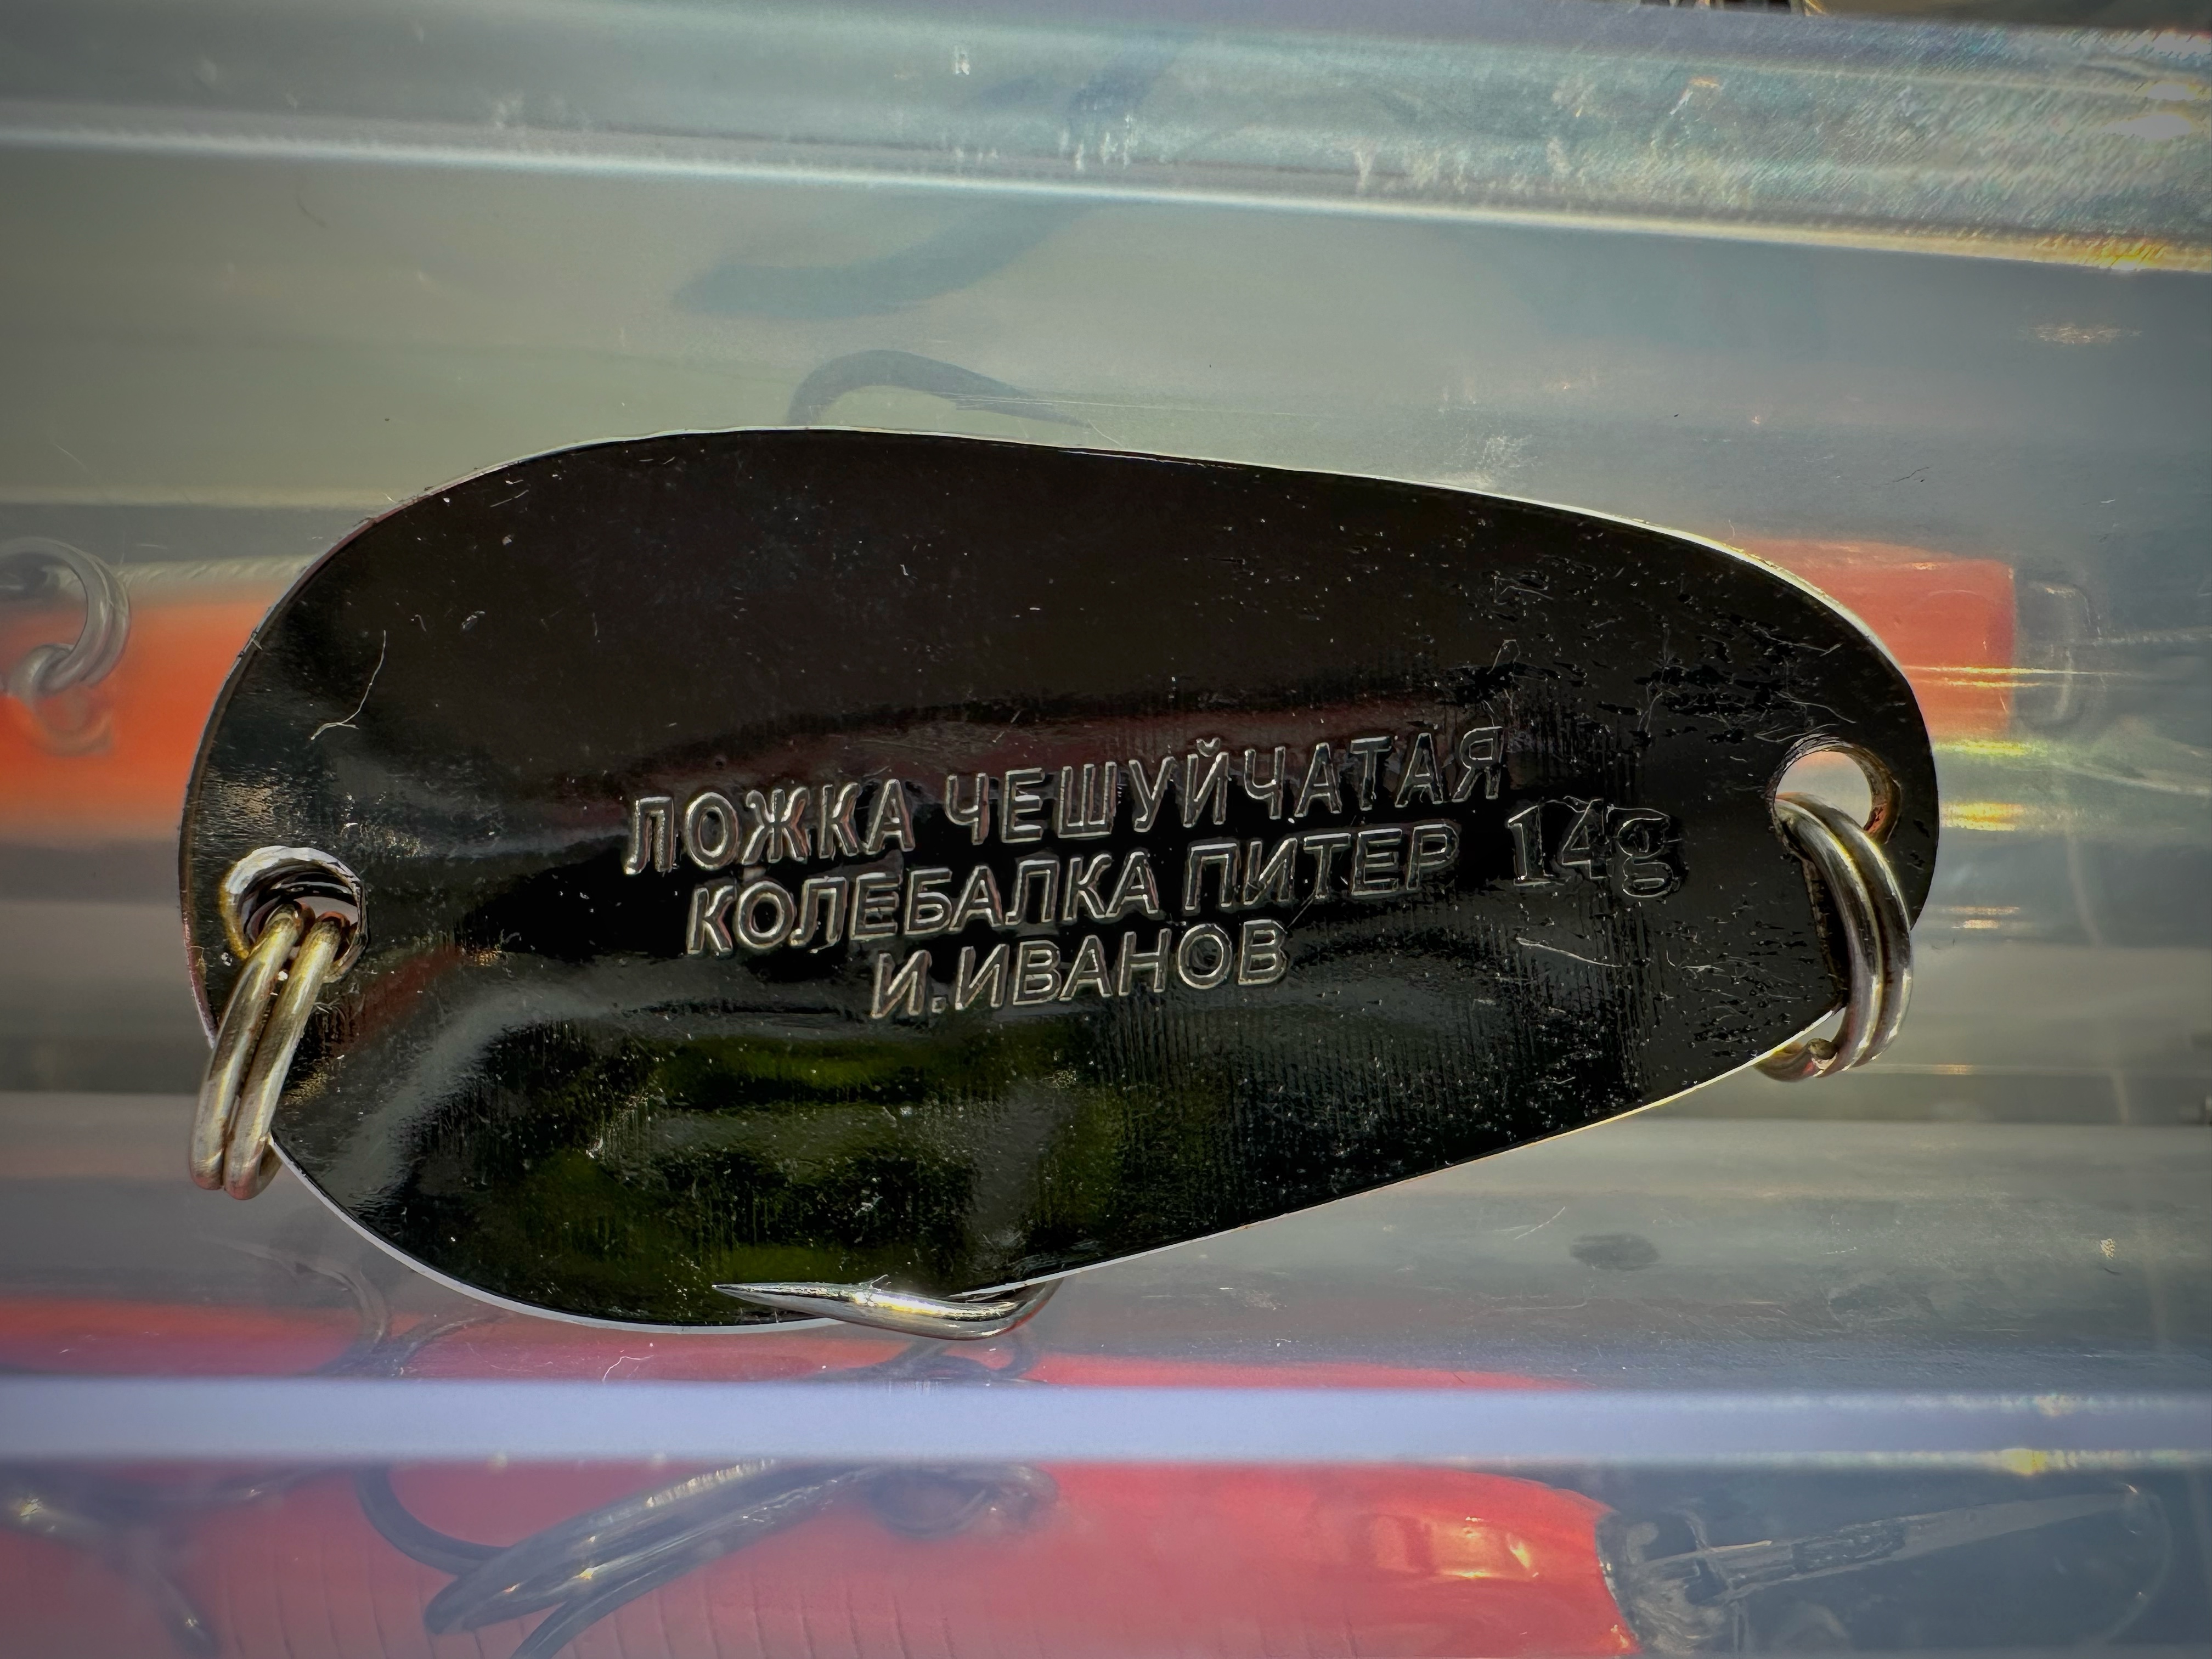 ЛОЖКА ЧЕШУЙЧАТАЯ
КОЛЕБАЛКА ПИТЕР 14g
И.ИВАНОВ